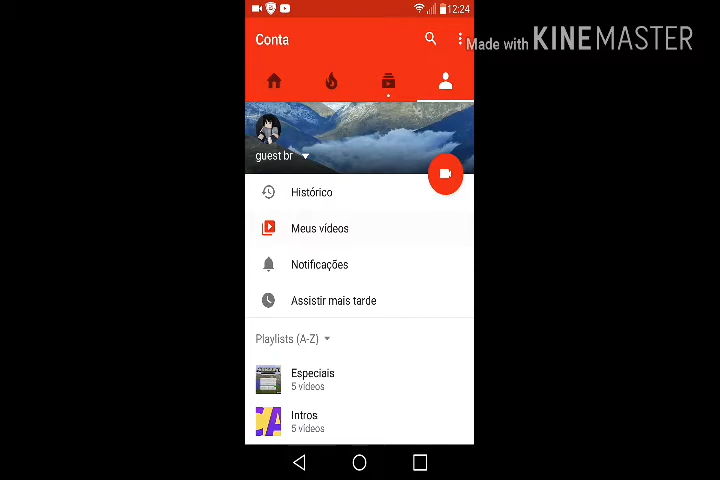 12:24
Conta
Made with KINEMASTER
guest br
Histórico
Meus vídeos
Notificações
Assistir mais tarde
Playlists (A-Z)
Especiais
5 vídeos
Intros
5 vídeos